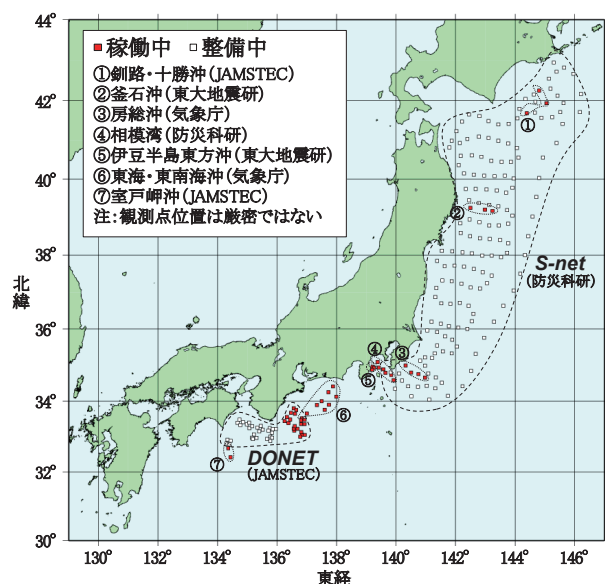 44°
42°
40°
38°
36°
34°
32°
30°
北緯
■稼働中 □整備中
①釧路・十勝沖(JAMSTEC)
②釜石沖(東大地震研)
③房総沖(気象庁)
④相模湾(防災科研)
⑤伊豆半島東方沖(東大地震研)
⑥東海・東南海沖(気象庁)
⑦室戸岬沖(JAMSTEC)
注：観測点位置は厳密ではない
①
②
S-net
(防災科研)
④
③
⑤
⑥
DONET
(JAMSTEC)
⑦
130° 132° 134° 136° 138° 140° 142° 144° 146°
東経